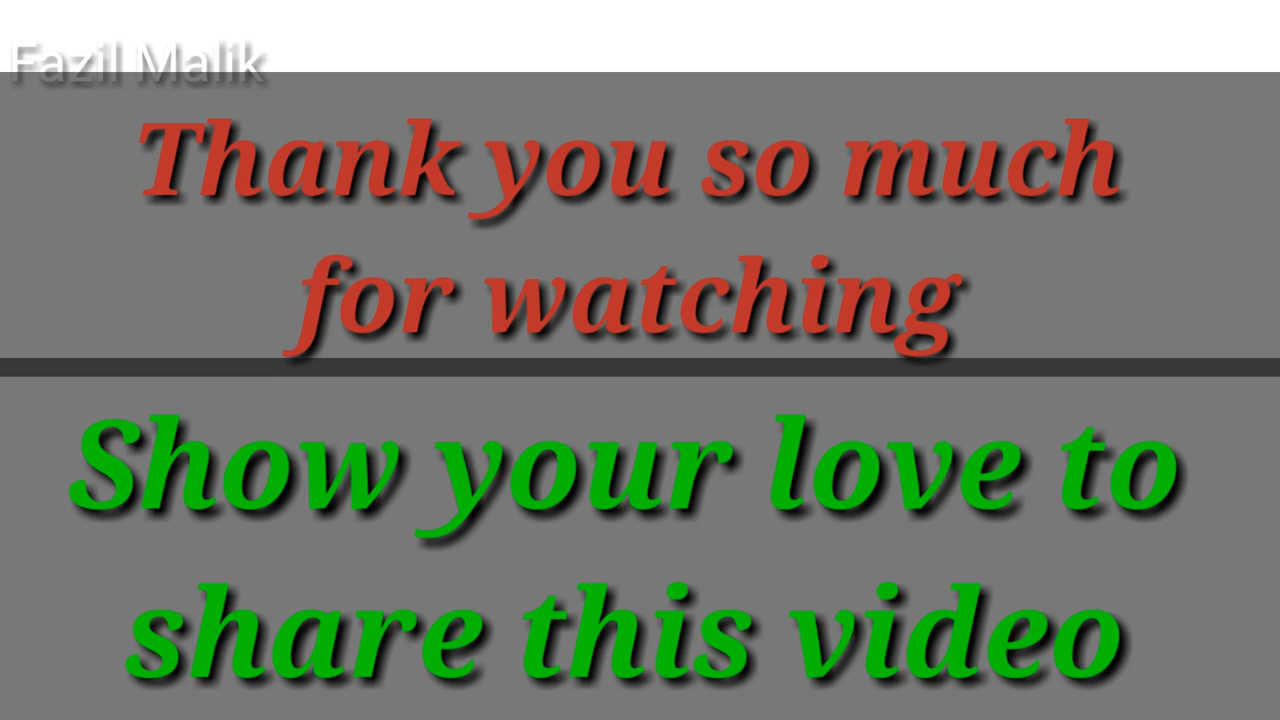 Fazil Malik
Thank you so much
for watching
Show your love to
share this video